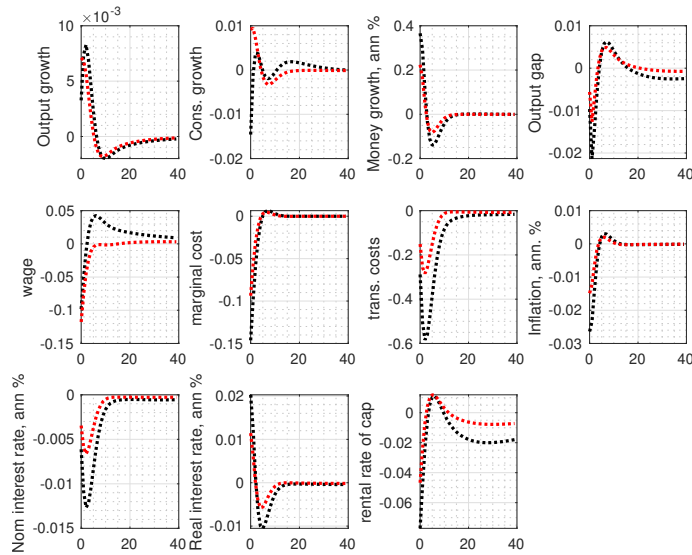 ×10^-3
10
5
0
0 20 40
Output growth
0.01
0
-0.01
-0.02
0 20 40
Cons. growth
0.4
0.2
0
-0.2
0 20 40
Money growth, ann %
0.01
0
-0.01
-0.02
0 20 40
Output gap
0.05
0
-0.05
-0.1
-0.15
0 20 40
wage
0
-0.05
-0.1
-0.15
0 20 40
marginal cost
0
-0.2
-0.4
-0.6
0 20 40
trans. costs
0.01
0
-0.01
-0.02
-0.03
0 20 40
Inflation, ann. %
0
-0.005
-0.01
-0.015
0 20 40
Nom interest rate, ann %
0.02
0.01
0
-0.01
0 20 40
Real interest rate, ann %
0
-0.02
-0.04
-0.06
0 20 40
rental rate of cap